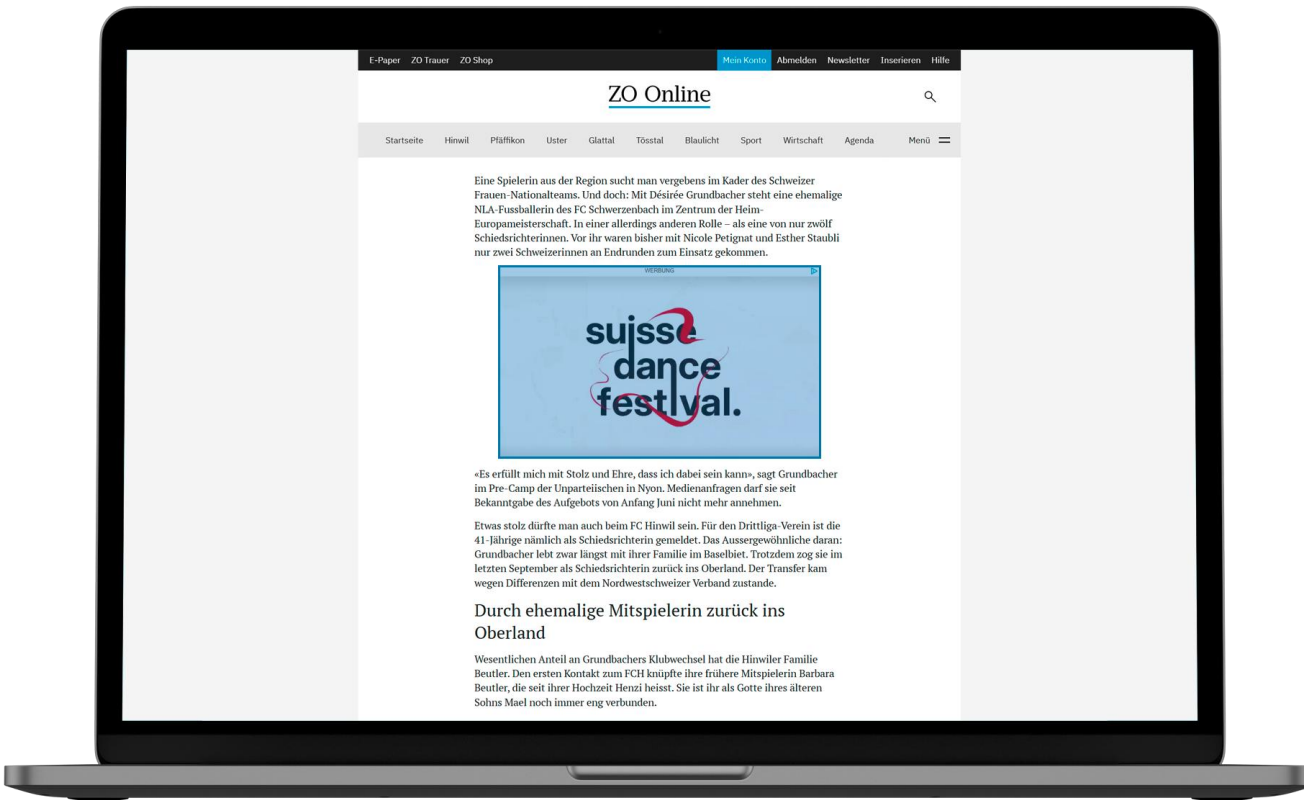 E-Paper ZO Trauer ZO Shop Mein Konto Abmelden Newsletter Inserieren Hilfe
ZO Online
Startseite Hinwil Pfäffikon Uster Glattal Tösstal Blaulicht Sport Wirtschaft Agenda Menü
Eine Spielerin aus der Region sucht man vergebens im Kader des Schweizer
Frauen-Nationalteams. Und doch: Mit Désirée Grundbacher steht eine ehemalige
NLA-Fussballerin des FC Schwerzenbach im Zentrum der Heim-
Europameisterschaft. In einer allerdings anderen Rolle – als eine von nur zwölf
Schiedsrichterinnen. Vor ihr waren bisher mit Nicole Petignat und Esther Staubli
nur zwei Schweizerinnen an Endrunden zum Einsatz gekommen.
WERBUNG
suisse
dance
festival.
«Es erfüllt mich mit Stolz und Ehre, dass ich dabei sein kann», sagt Grundbacher
im Pre-Camp der Unparteiischen in Nyon. Medienanfragen darf sie seit
Bekanntgabe des Aufgebots von Anfang Juni nicht mehr annehmen.
Etwas stolz dürfte man auch beim FC Hinwil sein. Für den Drittliga-Verein ist die
41-Jährige nämlich als Schiedsrichterin gemeldet. Das Aussergewöhnliche daran:
Grundbacher lebt zwar längst mit ihrer Familie im Baselbiet. Trotzdem zog sie im
letzten September als Schiedsrichterin zurück ins Oberland. Der Transfer kam
wegen Differenzen mit dem Nordwestschweizer Verband zustande.
Durch ehemalige Mitspielerin zurück ins
Oberland
Wesentlichen Anteil an Grundbachers Klubwechsel hat die Hinwiler Familie
Beutler. Den ersten Kontakt zum FCH knüpfte ihre frühere Mitspielerin Barbara
Beutler, die seit ihrer Hochzeit Henzi heisst. Sie ist ihr als Gotte ihres älteren
Sohns Mael noch immer eng verbunden.